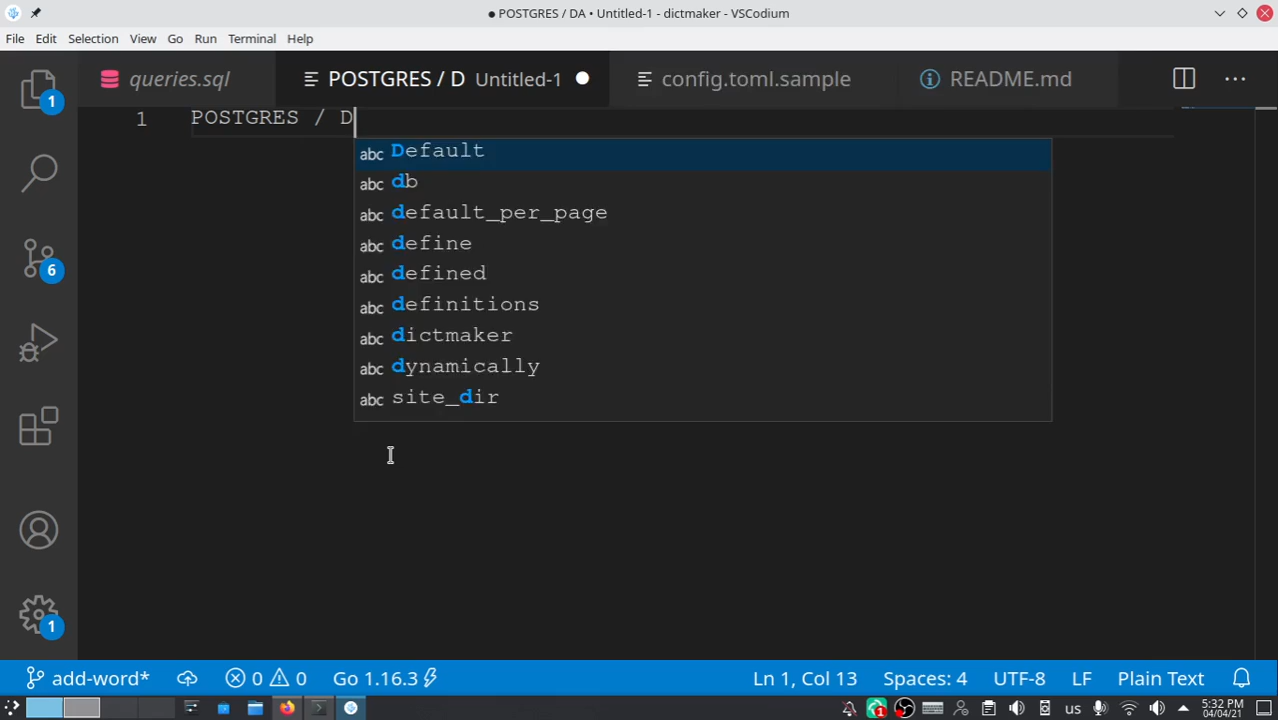 ● POSTGRES / DA • Untitled-1 - dictmaker - VSCodium
File Edit Selection View Go Run Terminal Help
queries.sql POSTGRES / D Untitled-1 ● config.toml.sample README.md ...
1
1 POSTGRES / D
abc Default
abc db
abc default_per_page
abc define
abc defined
abc definitions
abc dictmaker
abc dynamically
abc site_dir
6
1
add-word* 0 0 Go 1.16.3 Ln 1, Col 13 Spaces: 4 UTF-8 LF Plain Text
1 us 5:32 PM
04/04/21